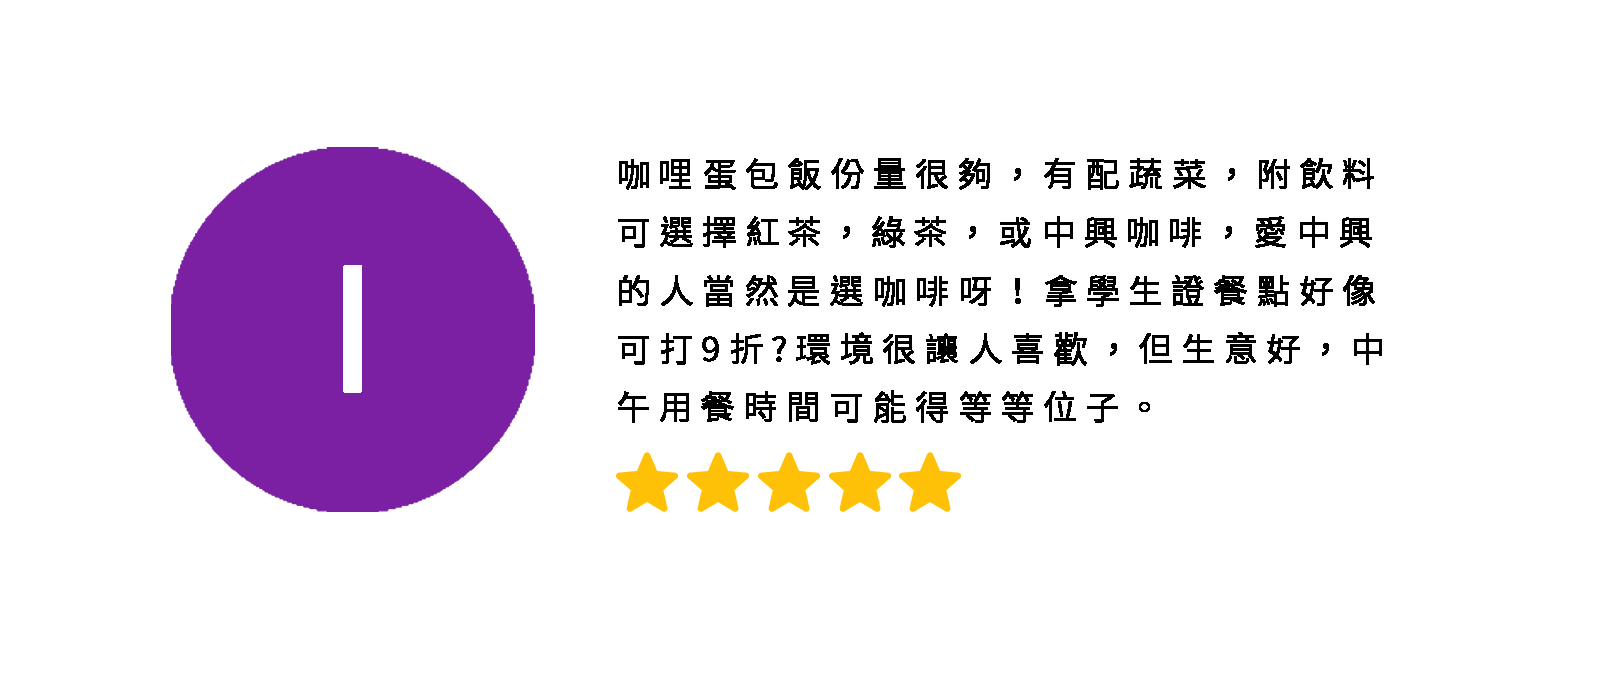 I
咖哩蛋包飯份量很夠，有配蔬菜，附飲料
可選擇紅茶，綠茶，或中興咖啡，愛中興
的人當然是選咖啡呀！拿學生證餐點好像
可打9折?環境很讓人喜歡，但生意好，中
午用餐時間可能得等等位子。